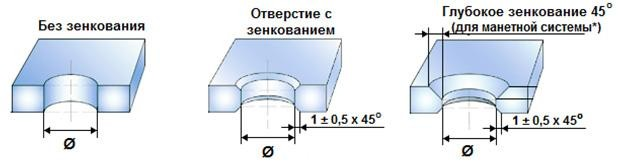 Без зенкования
Отверстие с
зенкованием
Глубокое зенкование 45°
(для манетной системы*)
Ø
Ø
1 ± 0,5 x 45°
Ø
1 ± 0,5 x 45°